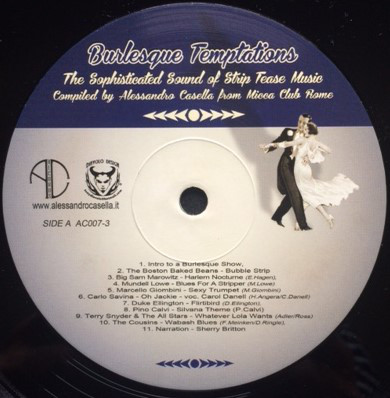 Burlesque Temptations
The Sophisticated Sound of Strip Tease Music
Compiled by Alessandro Casella from Micca Club Rome
www.alessandrocasella.it
SIDE A AC007-3
1. Intro to a Burlesque Show,
2. The Boston Baked Beans - Bubble Strip
3. Big Sam Marowitz - Harlem Nocturne (E.Hagen),
4. Mundell Lowe - Blues For A Stripper (M.Lowe)
5. Marcello Giombini - Sexy Trumpet (M.Giombini)
6. Carlo Savina - Oh Jackie - voc. Carol Danell (H.Angera/C.Danell)
7. Duke Ellington - Flirtibird (D.Ellington),
8. Pino Calvi - Silvana Theme (P.Calvi)
9. Terry Snyder & The All Stars - Whatever Lola Wants (Adler/Ross)
10. The Cousins - Wabash Blues (F.Meinken/D.Ringle),
11. Narration - Sherry Britton